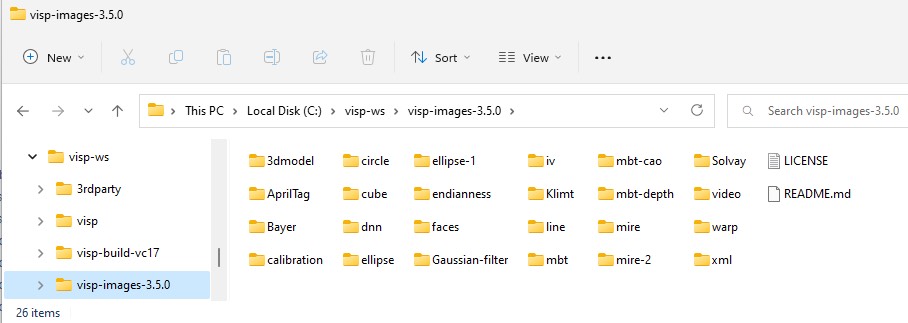 visp-images-3.5.0
New Sort View
This PC Local Disk (C:) visp-ws visp-images-3.5.0 Search visp-images-3.5.0
visp-ws
3rdparty
visp
visp-build-vc17
visp-images-3.5.0
3dmodel circle ellipse-1 iv mbt-cao Solvay LICENSE
AprilTag cube endianness Klimt mbt-depth video README.md
Bayer dnn faces line mire warp
calibration ellipse Gaussian-filter mbt mire-2 xml
26 items